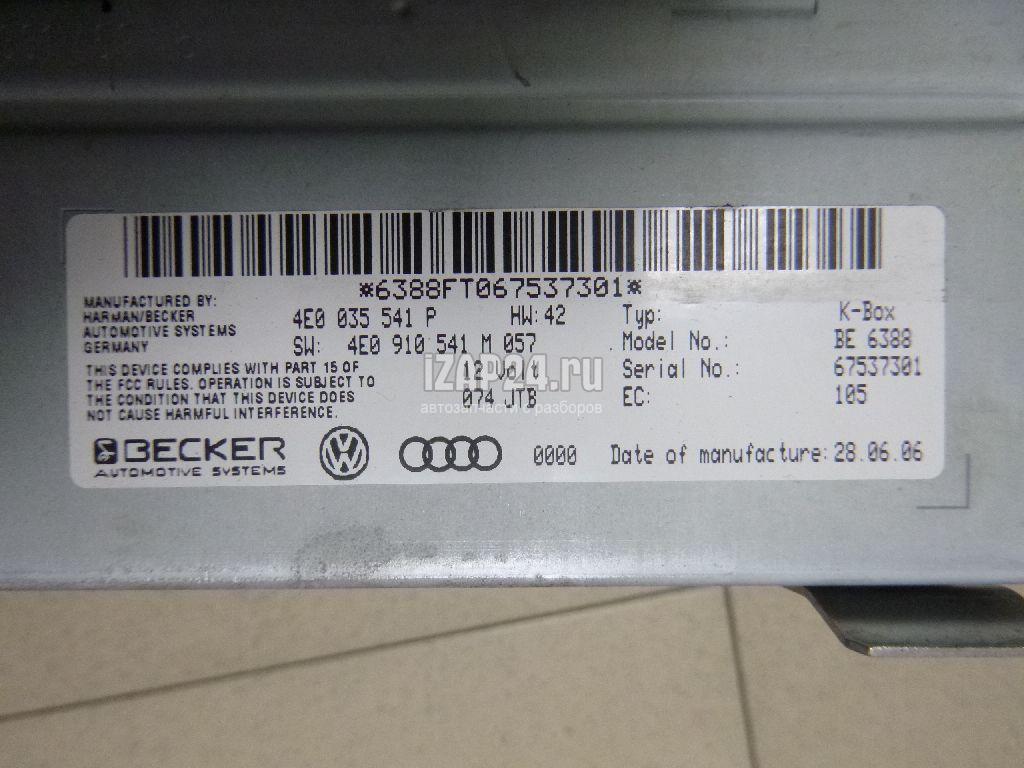 *6388FT067537301*
MANUFACTURED BY:
HARMAN/BECKER
AUTOMOTIVE SYSTEMS
GERMANY
4E0 035 541 P HW: 42
SW: 4E0 910 541 M 057
12 Volt
074 JTB
THIS DEVICE COMPLIES WITH PART 15 OF
THE FCC RULES. OPERATION IS SUBJECT TO
THE CONDITION THAT THIS DEVICE DOES
NOT CAUSE HARMFUL INTERFERENCE.
Typ: K-Box
Model No.: BE 6388
Serial No.: 67537301
EC: 105
BECKER
AUTOMOTIVE SYSTEMS
0000 Date of manufacture: 28.06.06
iZAP24.ru
автозапчасти с разборов